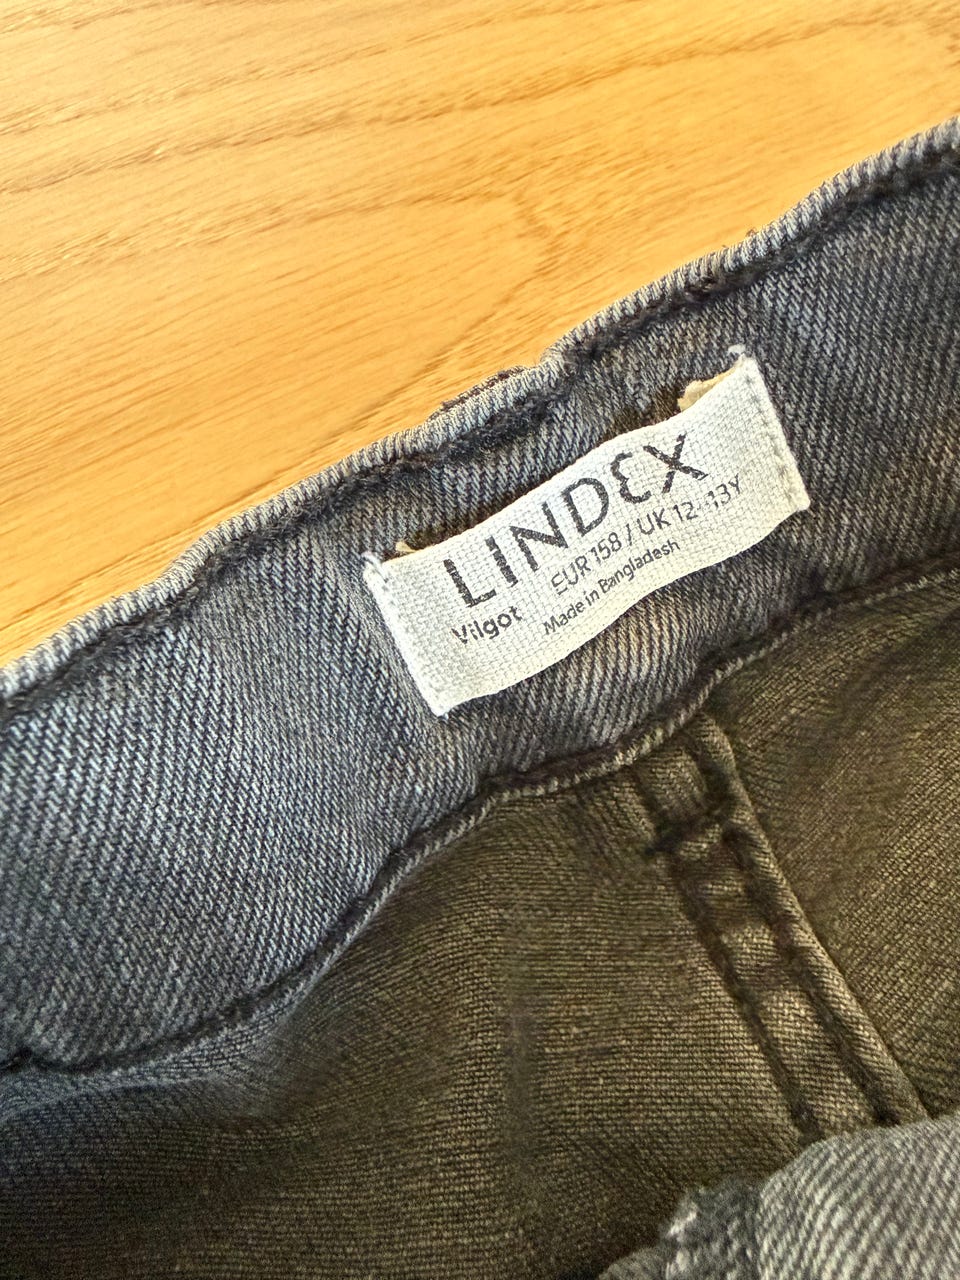 LINDEX
Vilgot EUR 158 / UK 12-13Y
Made in Bangladesh